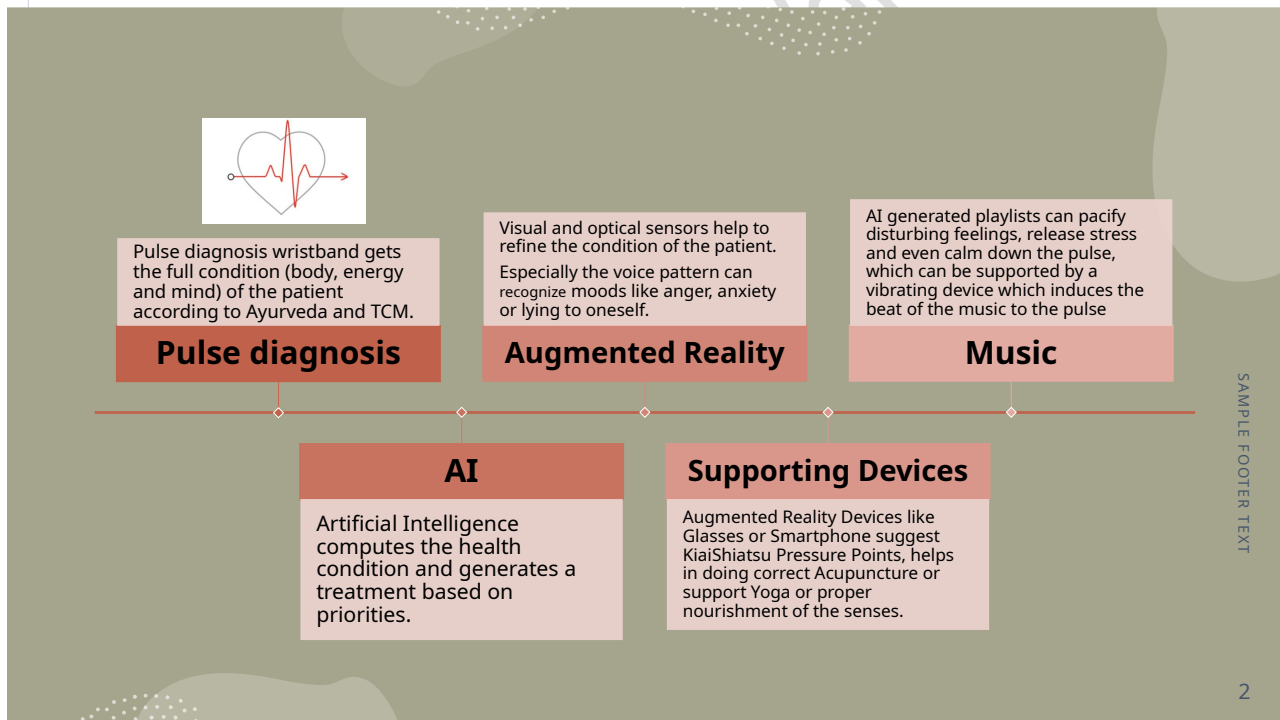 Pulse diagnosis wristband gets
the full condition (body, energy
and mind) of the patient
according to Ayurveda and TCM.
Pulse diagnosis
AI
Artificial Intelligence
computes the health
condition and generates a
treatment based on
priorities.
Visual and optical sensors help to
refine the condition of the patient.
Especially the voice pattern can
recognize moods like anger, anxiety
or lying to oneself.
Augmented Reality
Supporting Devices
Augmented Reality Devices like
Glasses or Smartphone suggest
KiaiShiatsu Pressure Points, helps
in doing correct Acupuncture or
support Yoga or proper
nourishment of the senses.
AI generated playlists can pacify
disturbing feelings, release stress
and even calm down the pulse,
which can be supported by a
vibrating device which induces the
beat of the music to the pulse
Music
SAMPLE FOOTER TEXT
2